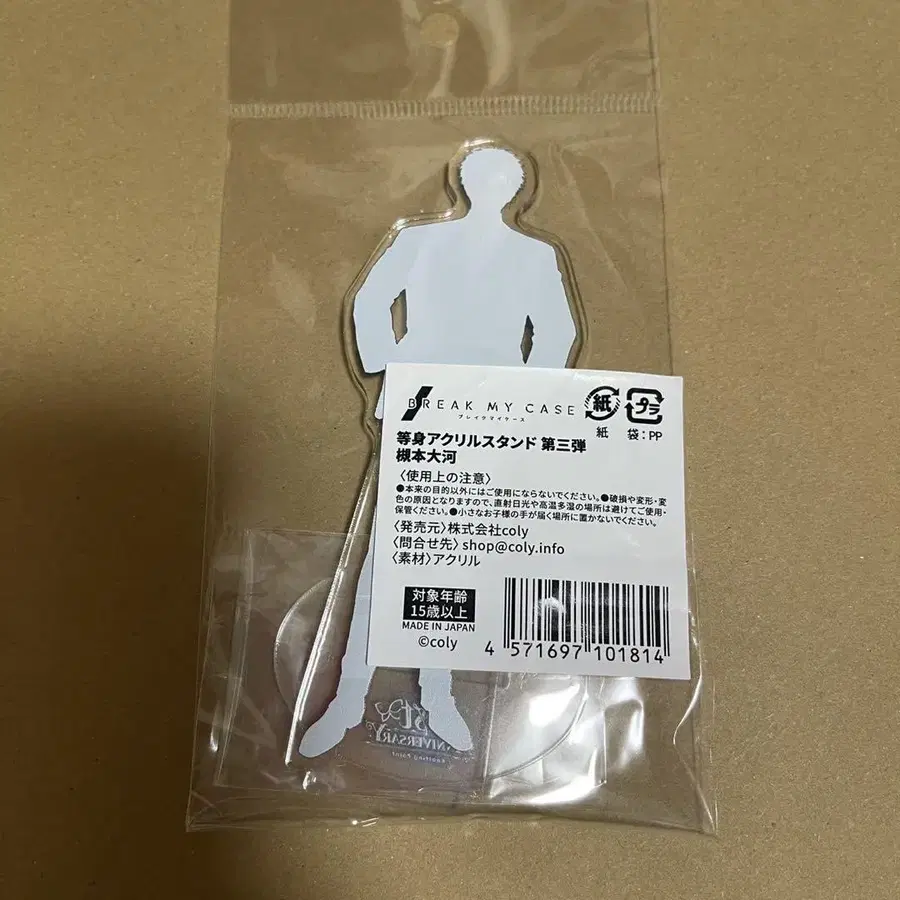 BREAK MY CASE
ブレイクマイケース
紙
プラ
紙 袋:PP
等身アクリルスタンド 第三弾
槻本大河
〈使用上の注意〉
●本来の目的以外にはご使用にならないでください。●破損や変形・変
色の原因となりますので、直射日光や高温多湿の場所は避けてご使用・
保管ください。●小さなお子様の手が届く場所に置かないでください。
〈発売元〉株式会社coly
〈問合せ先〉shop@coly.info
〈素材〉アクリル
対象年齢
15歳以上
MADE IN JAPAN
©coly
4 571697 101814
1st
ANNIVERSARY